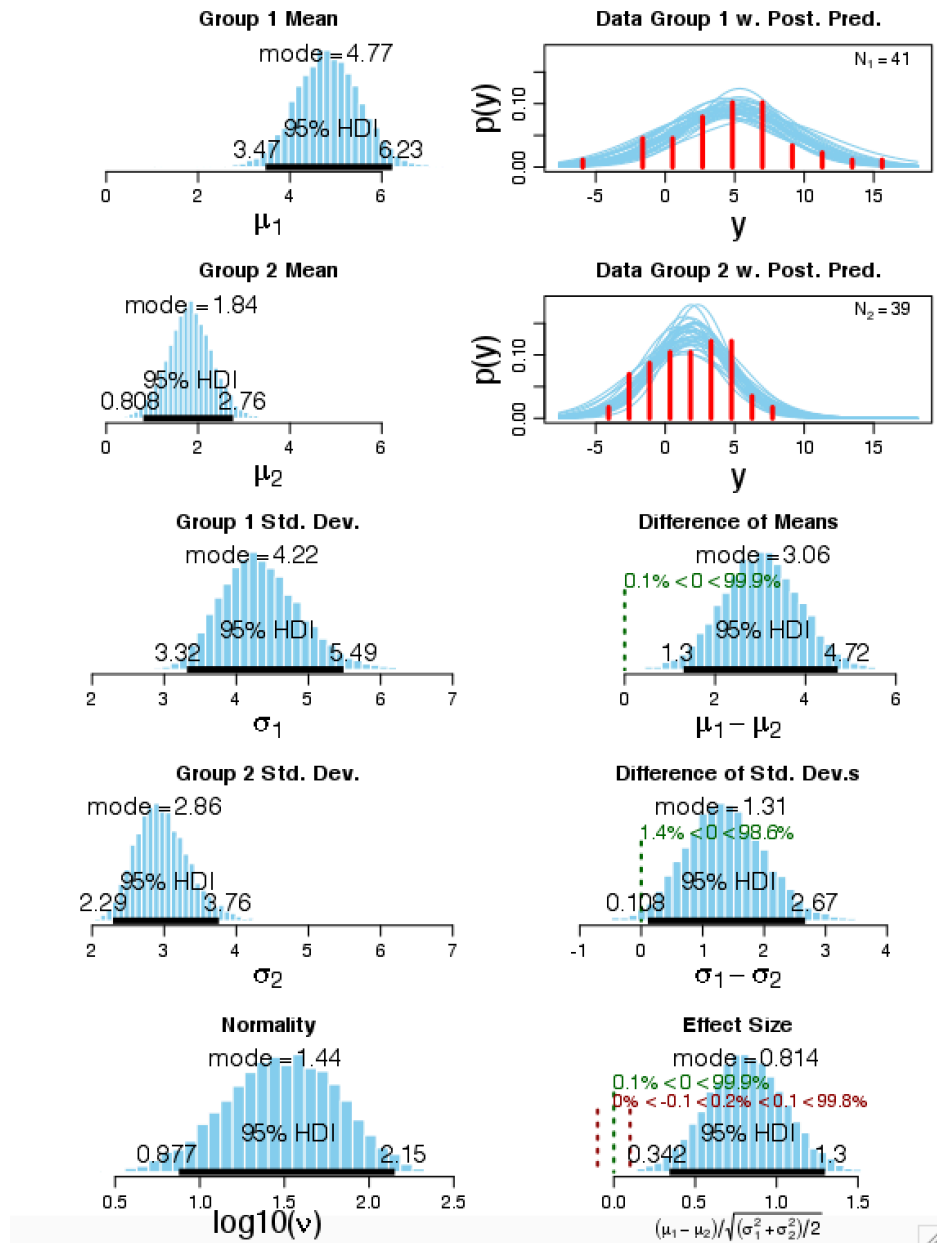 Group 1 Mean
mode = 4.77
95% HDI
3.47 6.23
0 2 4 6
μ1
Data Group 1 w. Post. Pred.
N1 = 41
p(y)
0.00 0.10
-5 0 5 10 15
y
Group 2 Mean
mode = 1.84
95% HDI
0.808 2.76
0 2 4 6
μ2
Data Group 2 w. Post. Pred.
N2 = 39
p(y)
0.00 0.10
-5 0 5 10 15
y
Group 1 Std. Dev.
mode = 4.22
95% HDI
3.32 5.49
2 3 4 5 6 7
σ1
Difference of Means
mode = 3.06
0.1% < 0 < 99.9%
95% HDI
1.3 4.72
0 2 4 6
μ1 − μ2
Group 2 Std. Dev.
mode = 2.86
95% HDI
2.29 3.76
2 3 4 5 6 7
σ2
Difference of Std. Dev.s
mode = 1.31
1.4% < 0 < 98.6%
95% HDI
0.108 2.67
-1 0 1 2 3 4
σ1 − σ2
Normality
mode = 1.44
95% HDI
0.877 2.15
0.5 1.0 1.5 2.0 2.5
log10(ν)
Effect Size
mode = 0.814
0.1% < 0 < 99.9%
0% < -0.1 < 0.2% < 0.1 < 99.8%
95% HDI
0.342 1.3
0.0 0.5 1.0 1.5
(μ1 − μ2)/√(σ1² + σ2²)/2